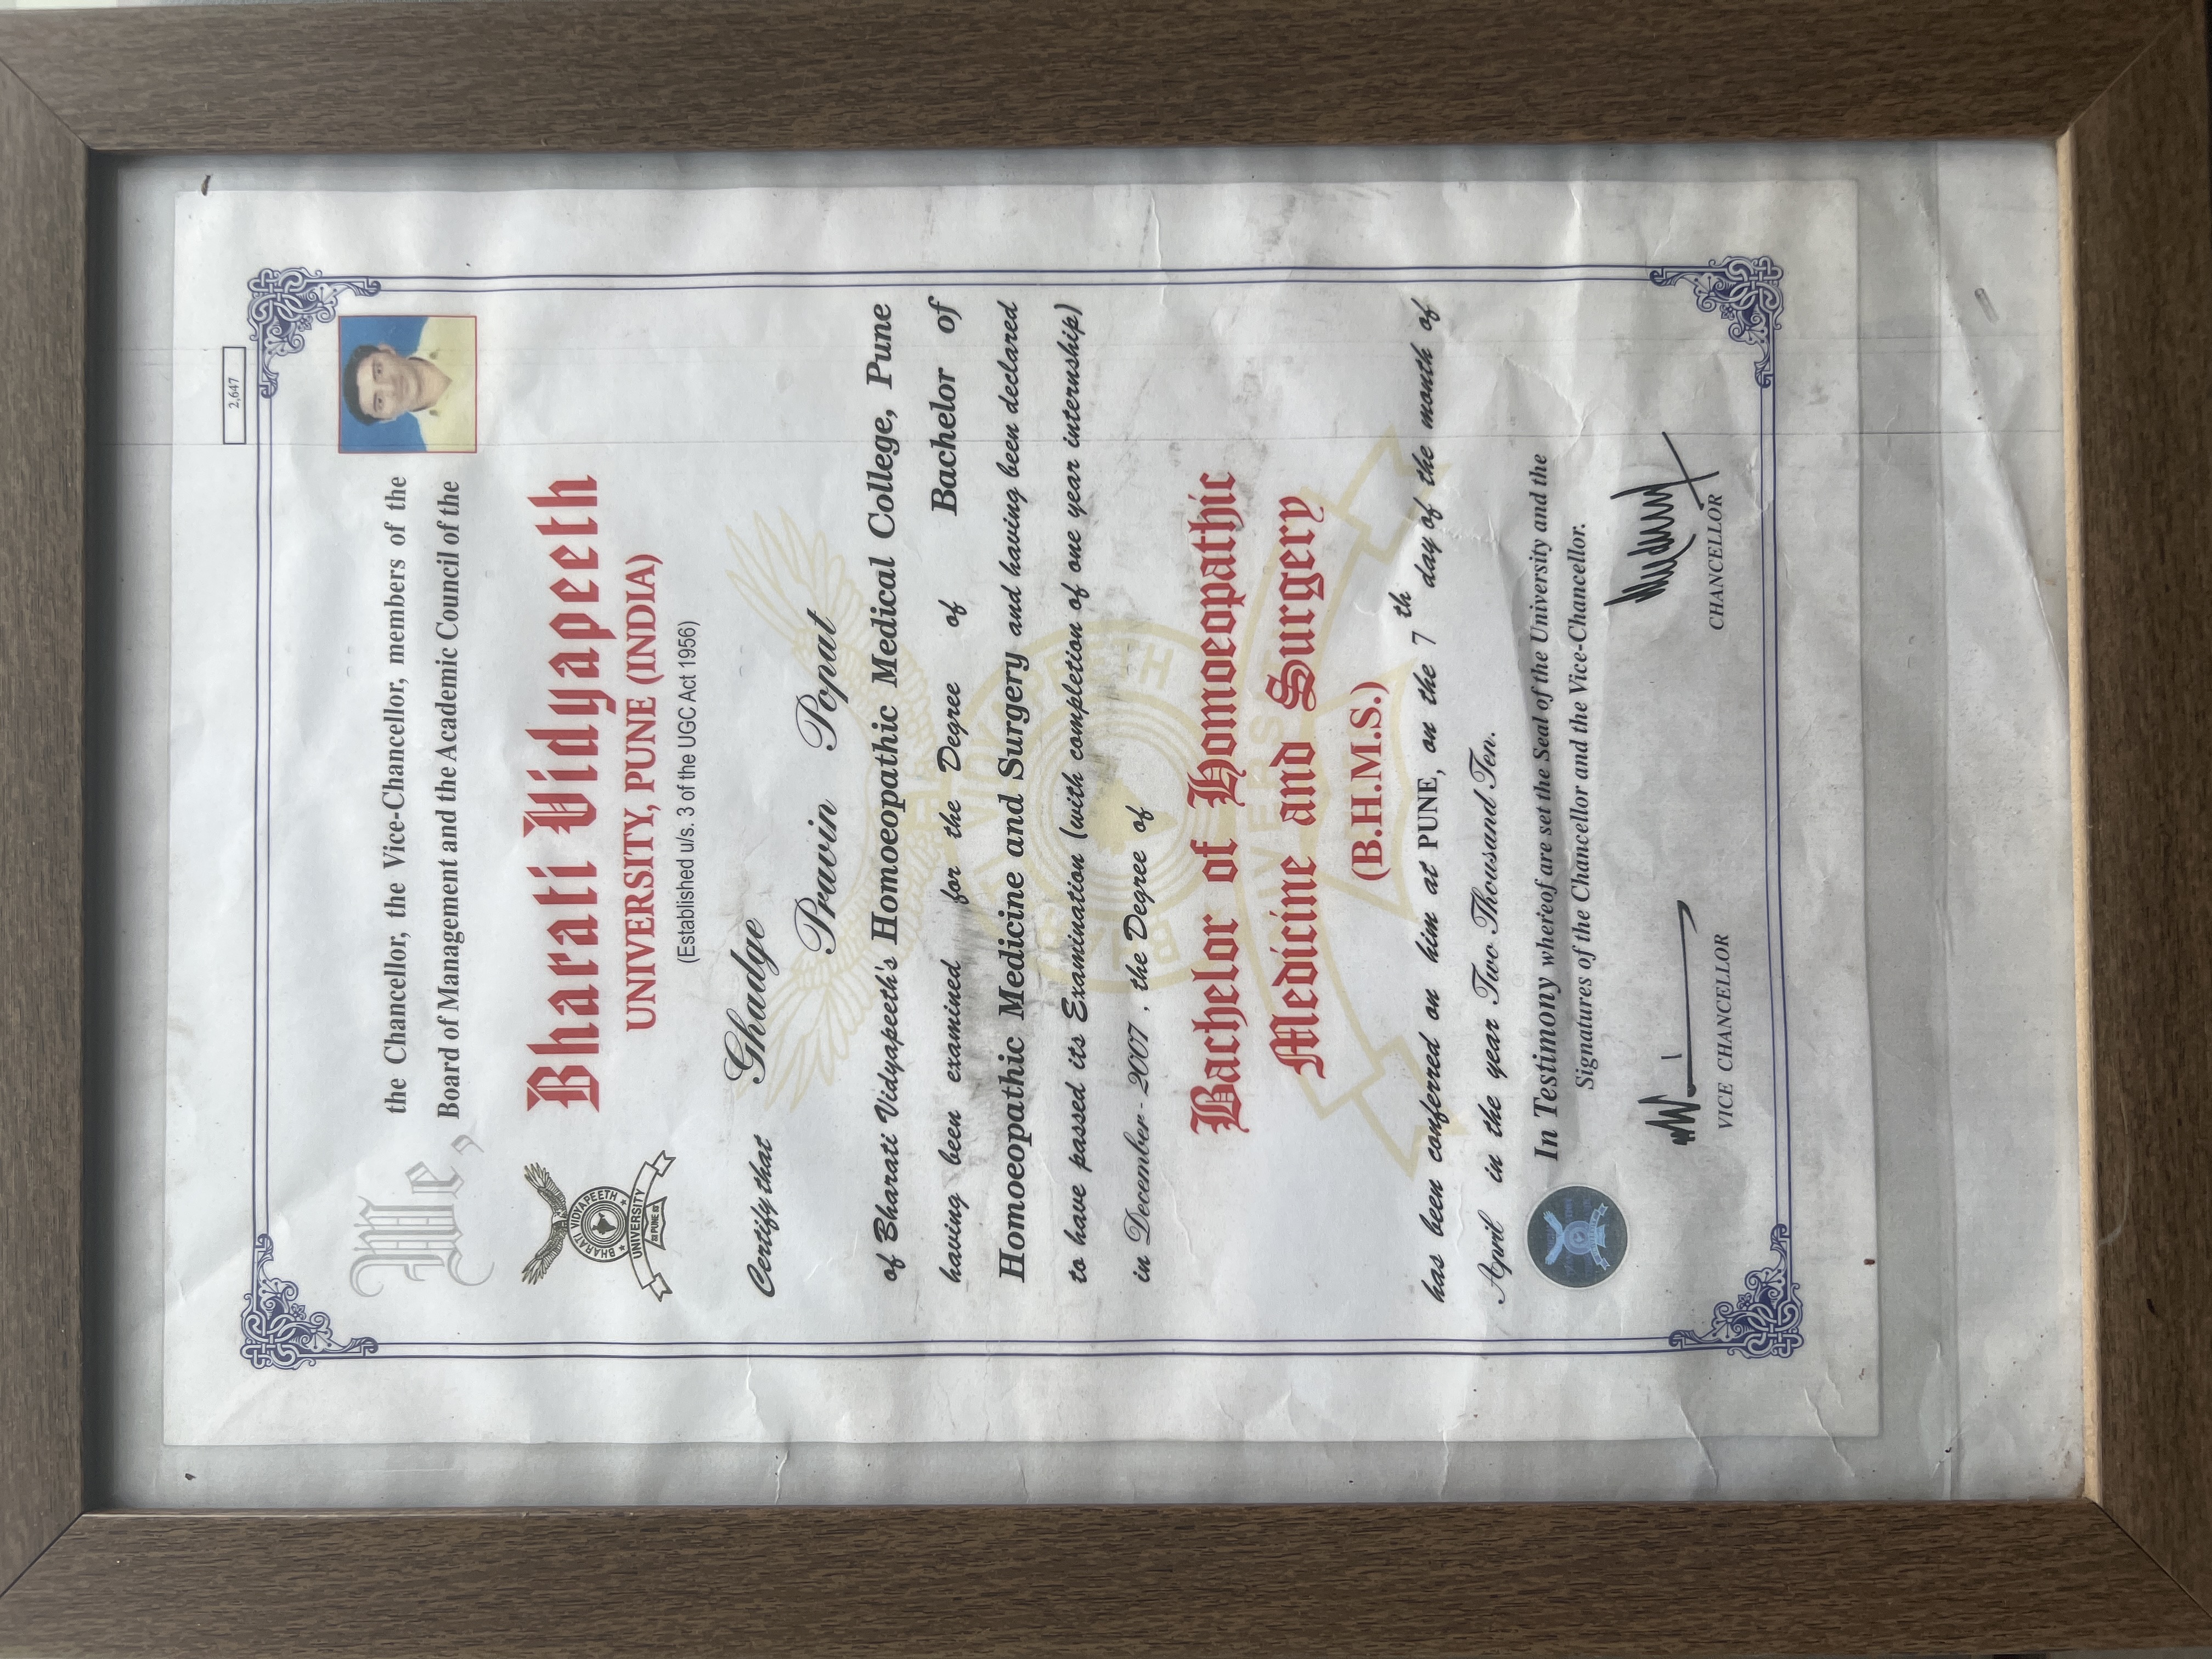 2,647
We, the Chancellor, the Vice-Chancellor, members of the
Board of Management and the Academic Council of the
Bharati Vidyapeeth
UNIVERSITY, PUNE (INDIA)
(Established u/s. 3 of the UGC Act 1956)
BHARATI VIDYAPEETH
UNIVERSITY
Certify that Ghadge
Pravin Popat
of Bharati Vidyapeeth's Homoeopathic Medical College, Pune
having been examined for the Degree of Bachelor of
Homoeopathic Medicine and Surgery and having been declared
to have passed its Examination (with completion of one year internship)
in December - 2007, the Degree of
Bachelor of Homoeopathic
Medicine and Surgery
(B.H.M.S.)
has been conferred on him at PUNE, on the 7th day of the month of
April in the year Two Thousand Ten.
In Testimony whereof are set the Seal of the University and the
Signatures of the Chancellor and the Vice-Chancellor.
VICE CHANCELLOR CHANCELLOR